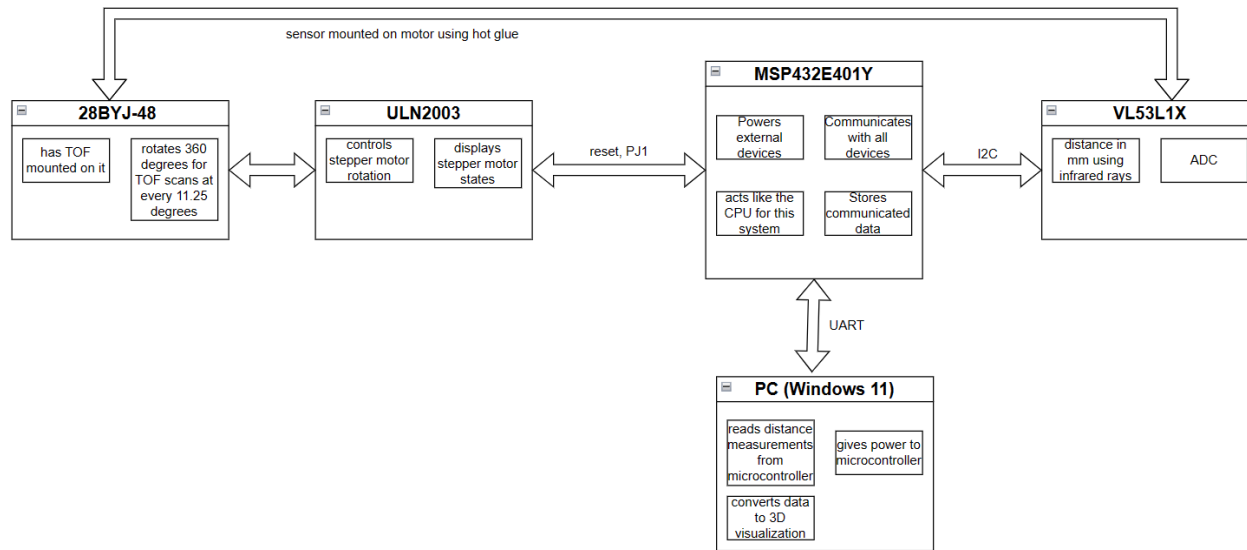 sensor mounted on motor using hot glue
28BYJ-48
has TOF
mounted on it
rotates 360
degrees for
TOF scans at
every 11.25
degrees
ULN2003
controls
stepper motor
rotation
displays
stepper motor
states
reset, PJ1
MSP432E401Y
Powers
external
devices
Communicates
with all
devices
acts like the
CPU for this
system
Stores
communicated
data
I2C
VL53L1X
distance in
mm using
infrared rays
ADC
UART
PC (Windows 11)
reads distance
measurements
from
microcontroller
gives power to
microcontroller
converts data
to 3D
visualization